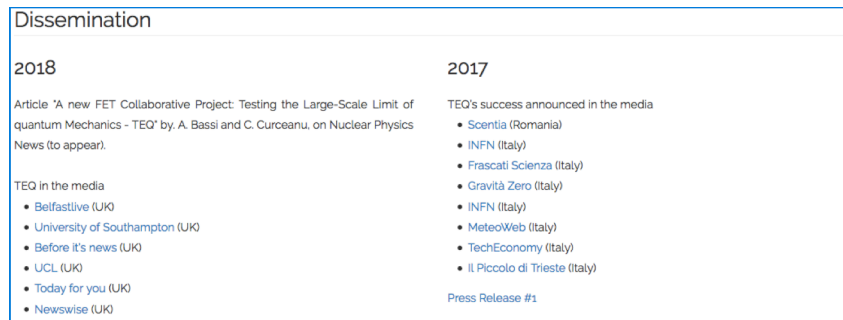 Dissemination
2018
Article "A new FET Collaborative Project: Testing the Large-Scale Limit of
quantum Mechanics - TEQ" by. A. Bassi and C. Curceanu, on Nuclear Physics
News (to appear).
TEQ in the media
Belfastlive (UK)
University of Southampton (UK)
Before it's news (UK)
UCL (UK)
Today for you (UK)
Newswise (UK)
2017
TEQ's success announced in the media
Scentia (Romania)
INFN (Italy)
Frascati Scienza (Italy)
Gravità Zero (Italy)
INFN (Italy)
MeteoWeb (Italy)
TechEconomy (Italy)
Il Piccolo di Trieste (Italy)
Press Release #1